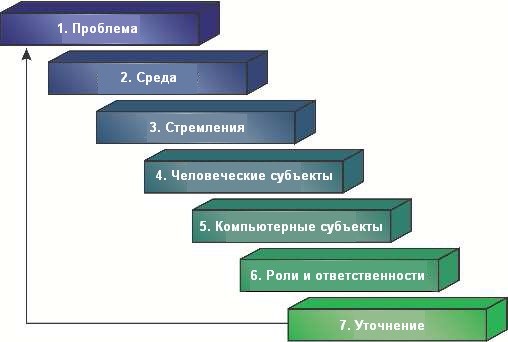 1. Проблема
2. Среда
3. Стремления
4. Человеческие субъекты
5. Компьютерные субъекты
6. Роли и ответственности
7. Уточнение